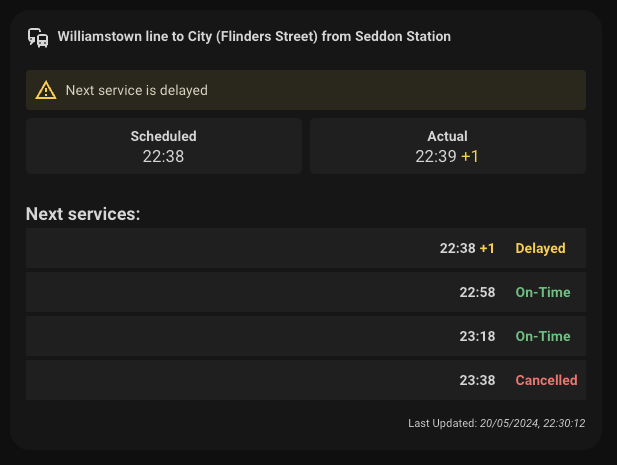 Williamstown line to City (Flinders Street) from Seddon Station
Next service is delayed
Scheduled
22:38
Actual
22:39 +1
Next services:
22:38 +1 Delayed
22:58 On-Time
23:18 On-Time
23:38 Cancelled
Last Updated: 20/05/2024, 22:30:12